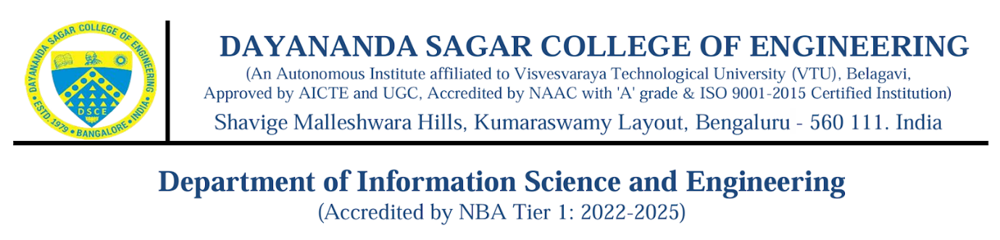 DAYANANDA SAGAR COLLEGE OF ENGINEERING, INDIA.
• ESTD. 1979 • BANGALORE •
DSCE
DAYANANDA SAGAR COLLEGE OF ENGINEERING
(An Autonomous Institute affiliated to Visvesvaraya Technological University (VTU), Belagavi,
Approved by AICTE and UGC, Accredited by NAAC with 'A' grade & ISO 9001-2015 Certified Institution)
Shavige Malleshwara Hills, Kumaraswamy Layout, Bengaluru - 560 111. India
Department of Information Science and Engineering
(Accredited by NBA Tier 1: 2022-2025)